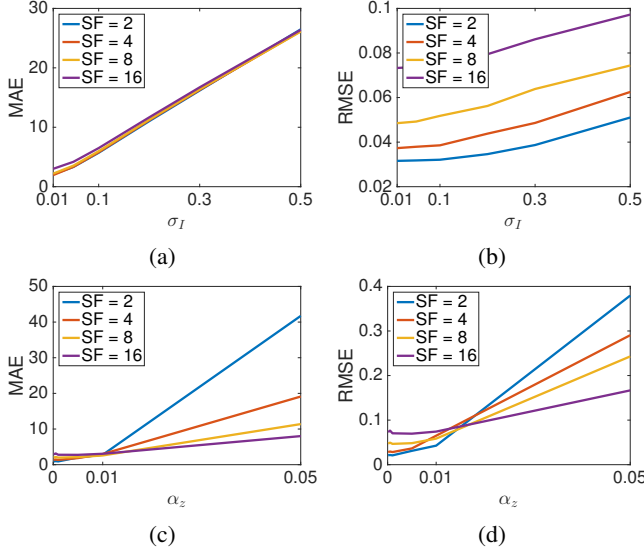 30
20
10
0
MAE
SF = 2
SF = 4
SF = 8
SF = 16
0.01
0.1
0.3
0.5
σ_I
(a)
0.1
0.08
0.06
0.04
0.02
RMSE
SF = 2
SF = 4
SF = 8
SF = 16
0.01
0.1
0.3
0.5
σ_I
(b)
50
40
30
20
10
0
MAE
SF = 2
SF = 4
SF = 8
SF = 16
0
0.01
0.05
α_z
(c)
0.4
0.3
0.2
0.1
0
RMSE
SF = 2
SF = 4
SF = 8
SF = 16
0
0.01
0.05
α_z
(d)